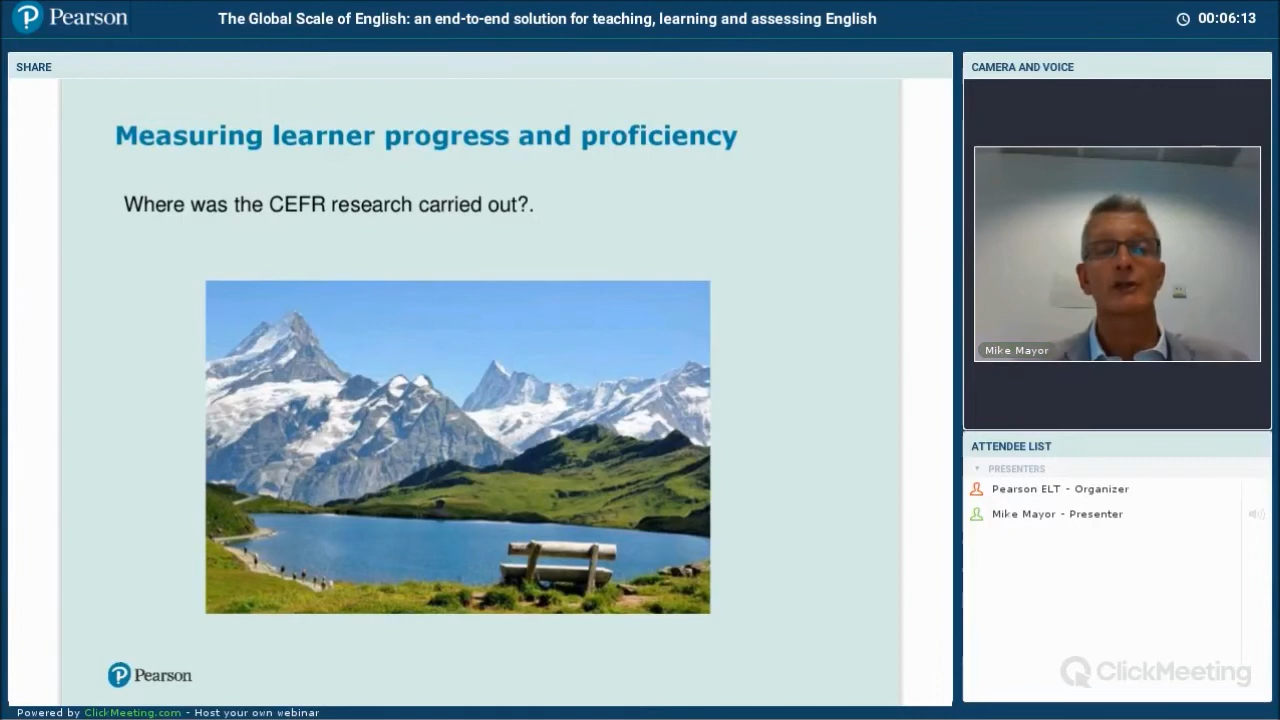 Pearson
The Global Scale of English: an end-to-end solution for teaching, learning and assessing English
00:06:13
SHARE
Measuring learner progress and proficiency
Where was the CEFR research carried out?.
Pearson
CAMERA AND VOICE
Mike Mayor
ATTENDEE LIST
PRESENTERS
Pearson ELT - Organizer
Mike Mayor - Presenter
ClickMeeting
Powered by ClickMeeting.com - Host your own webinar